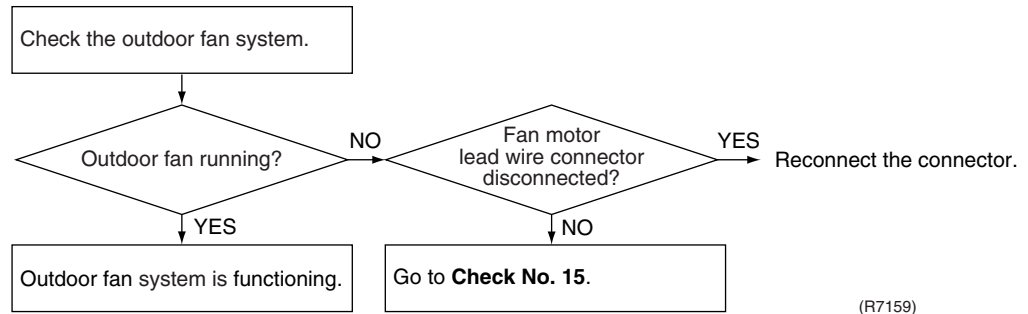 Check the outdoor fan system.
Outdoor fan running?
NO
Fan motor
lead wire connector
disconnected?
YES
Reconnect the connector.
YES
NO
Outdoor fan system is functioning.
Go to Check No. 15.
(R7159)